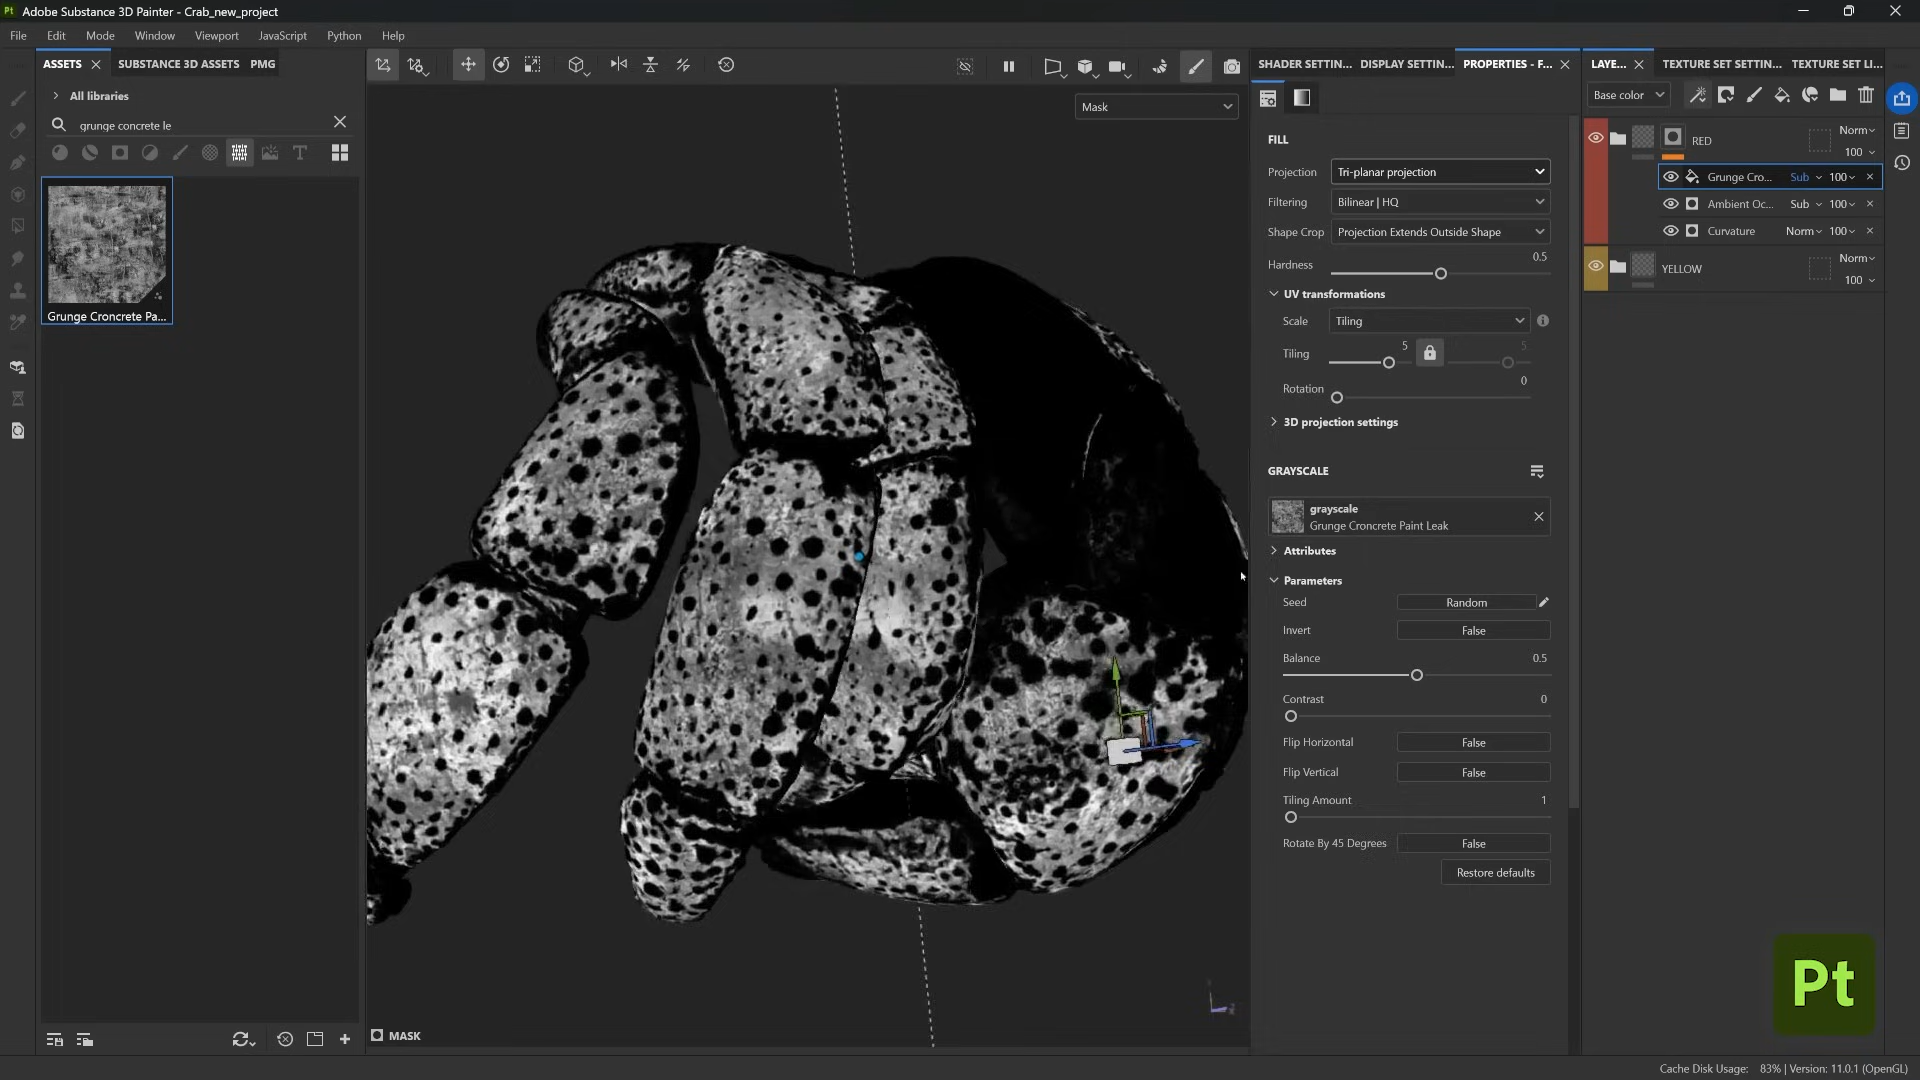 Pt Adobe Substance 3D Painter - Crab_new_project
File Edit Mode Window Viewport JavaScript Python Help
ASSETS SUBSTANCE 3D ASSETS PMG
SHADER SETTIN... DISPLAY SETTIN... PROPERTIES - F... LAYE... TEXTURE SET SETTIN... TEXTURE SET LI...
All libraries
grunge concrete le
Grunge Croncrete Pa...
Mask
MASK
FILL
Projection Tri-planar projection
Filtering Bilinear | HQ
Shape Crop Projection Extends Outside Shape
Hardness 0.5
UV transformations
Scale Tiling
Tiling 5 5
Rotation 0
3D projection settings
GRAYSCALE
grayscale
Grunge Croncrete Paint Leak
Attributes
Parameters
Seed Random
Invert False
Balance 0.5
Contrast 0
Flip Horizontal False
Flip Vertical False
Tiling Amount 1
Rotate By 45 Degrees False
Restore defaults
Base color
RED Norm 100
Grunge Cro... Sub 100
Ambient Oc... Sub 100
Curvature Norm 100
YELLOW Norm 100
Pt
Cache Disk Usage: 83% | Version: 11.0.1 (OpenGL)